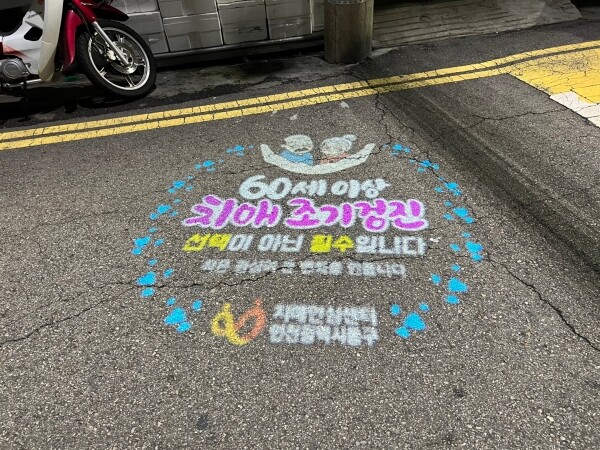 60세 이상
치매 조기검진
선택이 아닌 필수입니다
작은 관심이 큰 변화를 만듭니다
치매안심센터
인천광역시동구